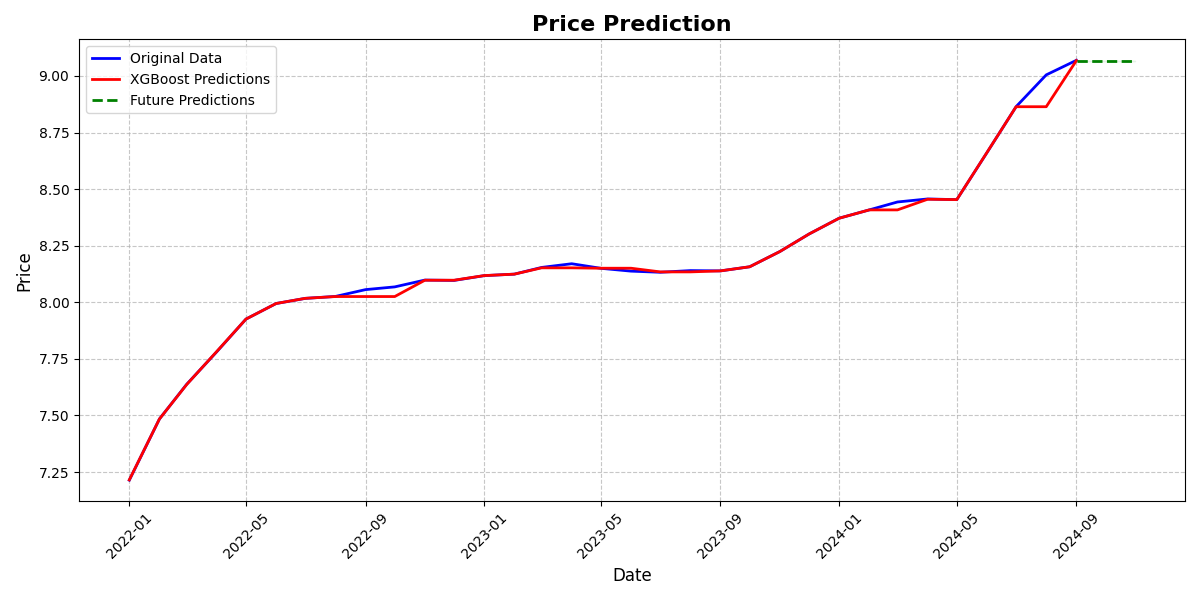 Price Prediction
Original Data
XGBoost Predictions
Future Predictions
Price
9.00
8.75
8.50
8.25
8.00
7.75
7.50
7.25
2022-01
2022-05
2022-09
2023-01
2023-05
2023-09
2024-01
2024-05
2024-09
Date